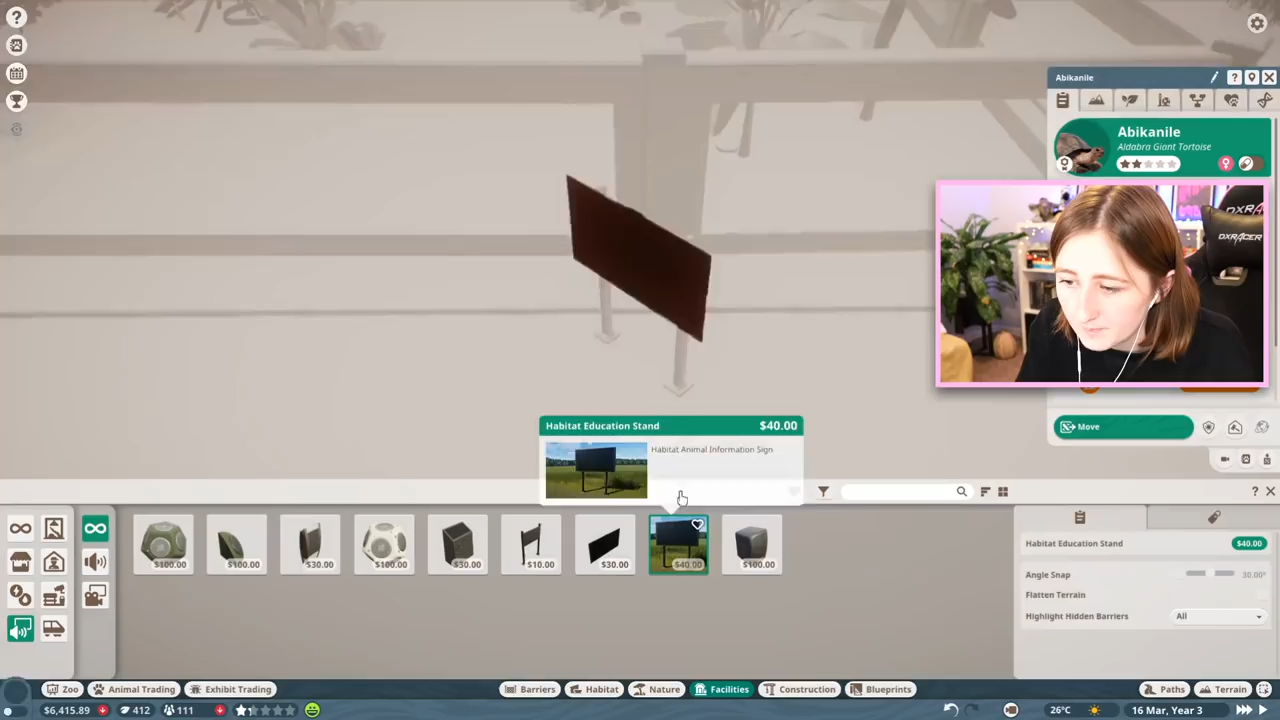 ?
Abikanile
?
Abikanile
Aldabra Giant Tortoise
DXRACER
DXRACER
Move
Habitat Education Stand $40.00
Habitat Animal Information Sign
?
$100.00 $100.00 $30.00 $100.00 $30.00 $10.00 $30.00 $40.00 $100.00
Habitat Education Stand $40.00
Angle Snap 30.00°
Flatten Terrain
Highlight Hidden Barriers All
Zoo Animal Trading Exhibit Trading Barriers Habitat Nature Facilities Construction Blueprints Paths Terrain
$6,415.89 412 111 26°C 16 Mar, Year 3